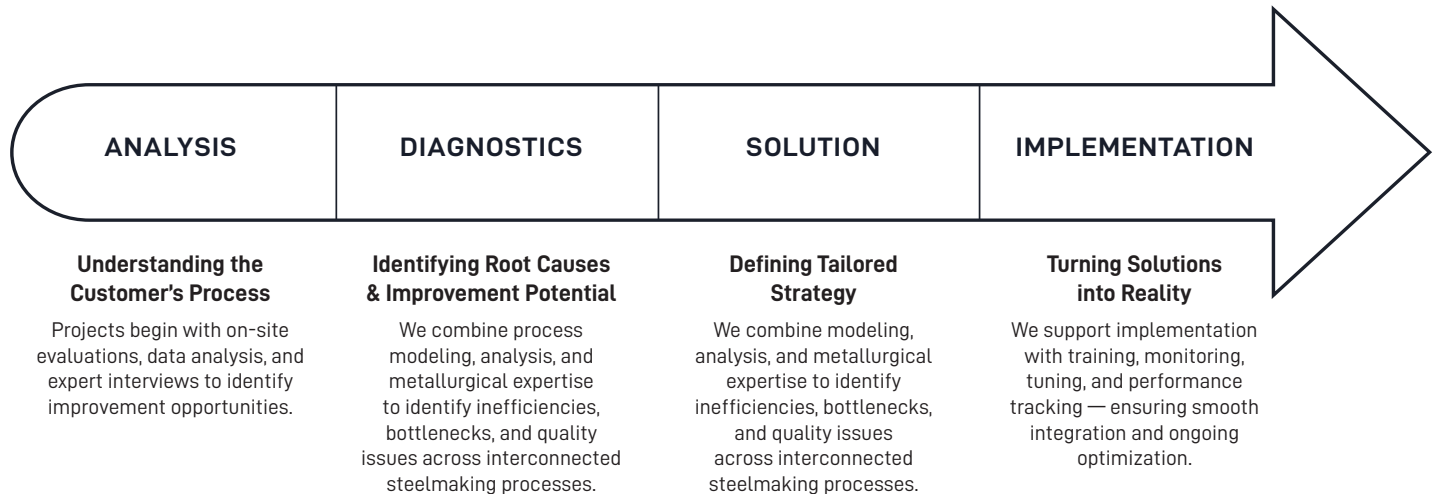 ANALYSIS
DIAGNOSTICS
SOLUTION
IMPLEMENTATION
Understanding the
Customer's Process
Projects begin with on-site
evaluations, data analysis, and
expert interviews to identify
improvement opportunities.
Identifying Root Causes
& Improvement Potential
We combine process
modeling, analysis, and
metallurgical expertise
to identify inefficiencies,
bottlenecks, and quality
issues across interconnected
steelmaking processes.
Defining Tailored
Strategy
We combine modeling,
analysis, and metallurgical
expertise to identify
inefficiencies, bottlenecks,
and quality issues
across interconnected
steelmaking processes.
Turning Solutions
into Reality
We support implementation
with training, monitoring,
tuning, and performance
tracking — ensuring smooth
integration and ongoing
optimization.